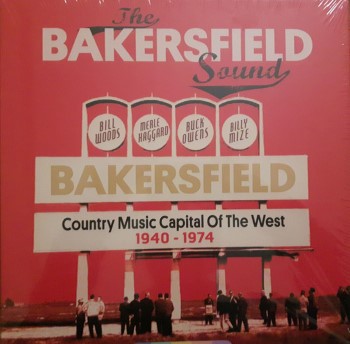 The
BAKERSFIELD
Sound
BILL WOODS
MERLE HAGGARD
BUCK OWENS
BILLY MIZE
BAKERSFIELD
Country Music Capital Of The West
1940 - 1974